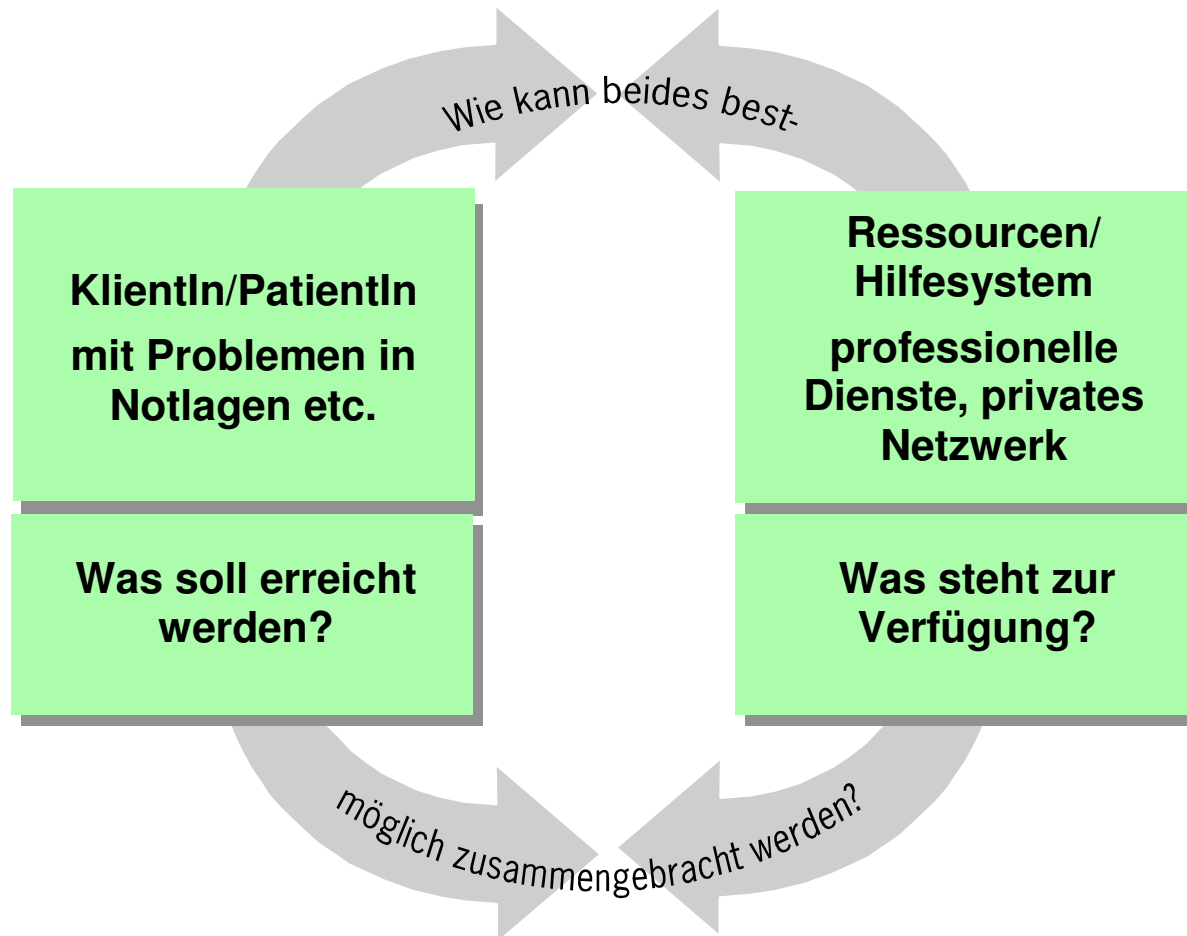 Wie kann beides best-
KlientIn/PatientIn
mit Problemen in
Notlagen etc.
Ressourcen/
Hilfesystem
professionelle
Dienste, privates
Netzwerk
Was soll erreicht
werden?
Was steht zur
Verfügung?
möglich zusammengebracht werden?